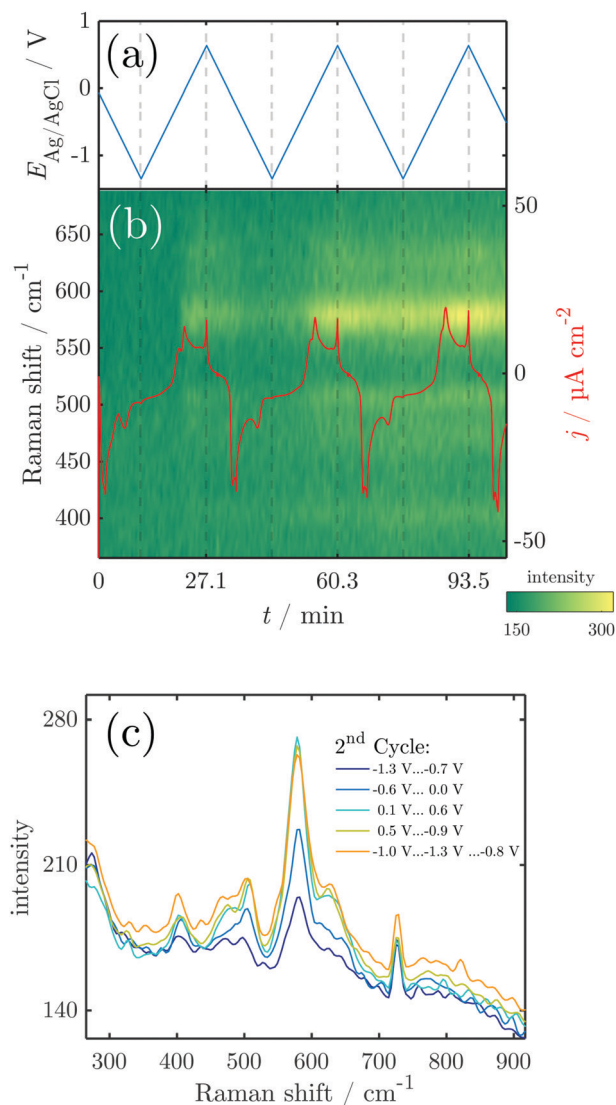 (a)
E Ag/AgCl / V
1
0
-1
(b)
Raman shift / cm-1
650
600
550
500
450
400
50
0
-50
j / µA cm-2
0 27.1 60.3 93.5
t / min
intensity
150 300
(c)
280
210
140
intensity
2nd Cycle:
-1.3 V...-0.7 V
-0.6 V... 0.0 V
0.1 V... 0.6 V
0.5 V...-0.9 V
-1.0 V...-1.3 V ...-0.8 V
300 400 500 600 700 800 900
Raman shift / cm-1